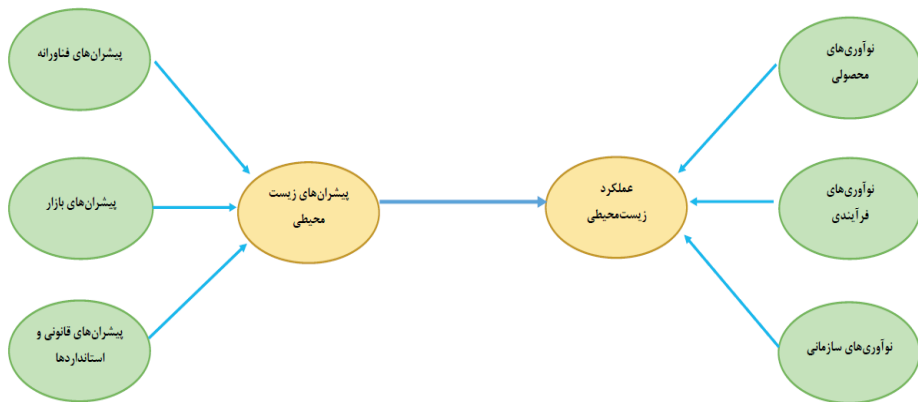 پیشران‌های فناورانه
پیشران‌های بازار
پیشران‌های قانونی و
استانداردها
پیشران‌های زیست
محیطی
عملکرد
زیست‌محیطی
نوآوری‌های
محصولی
نوآوری‌های
فرآیندی
نوآوری‌های سازمانی